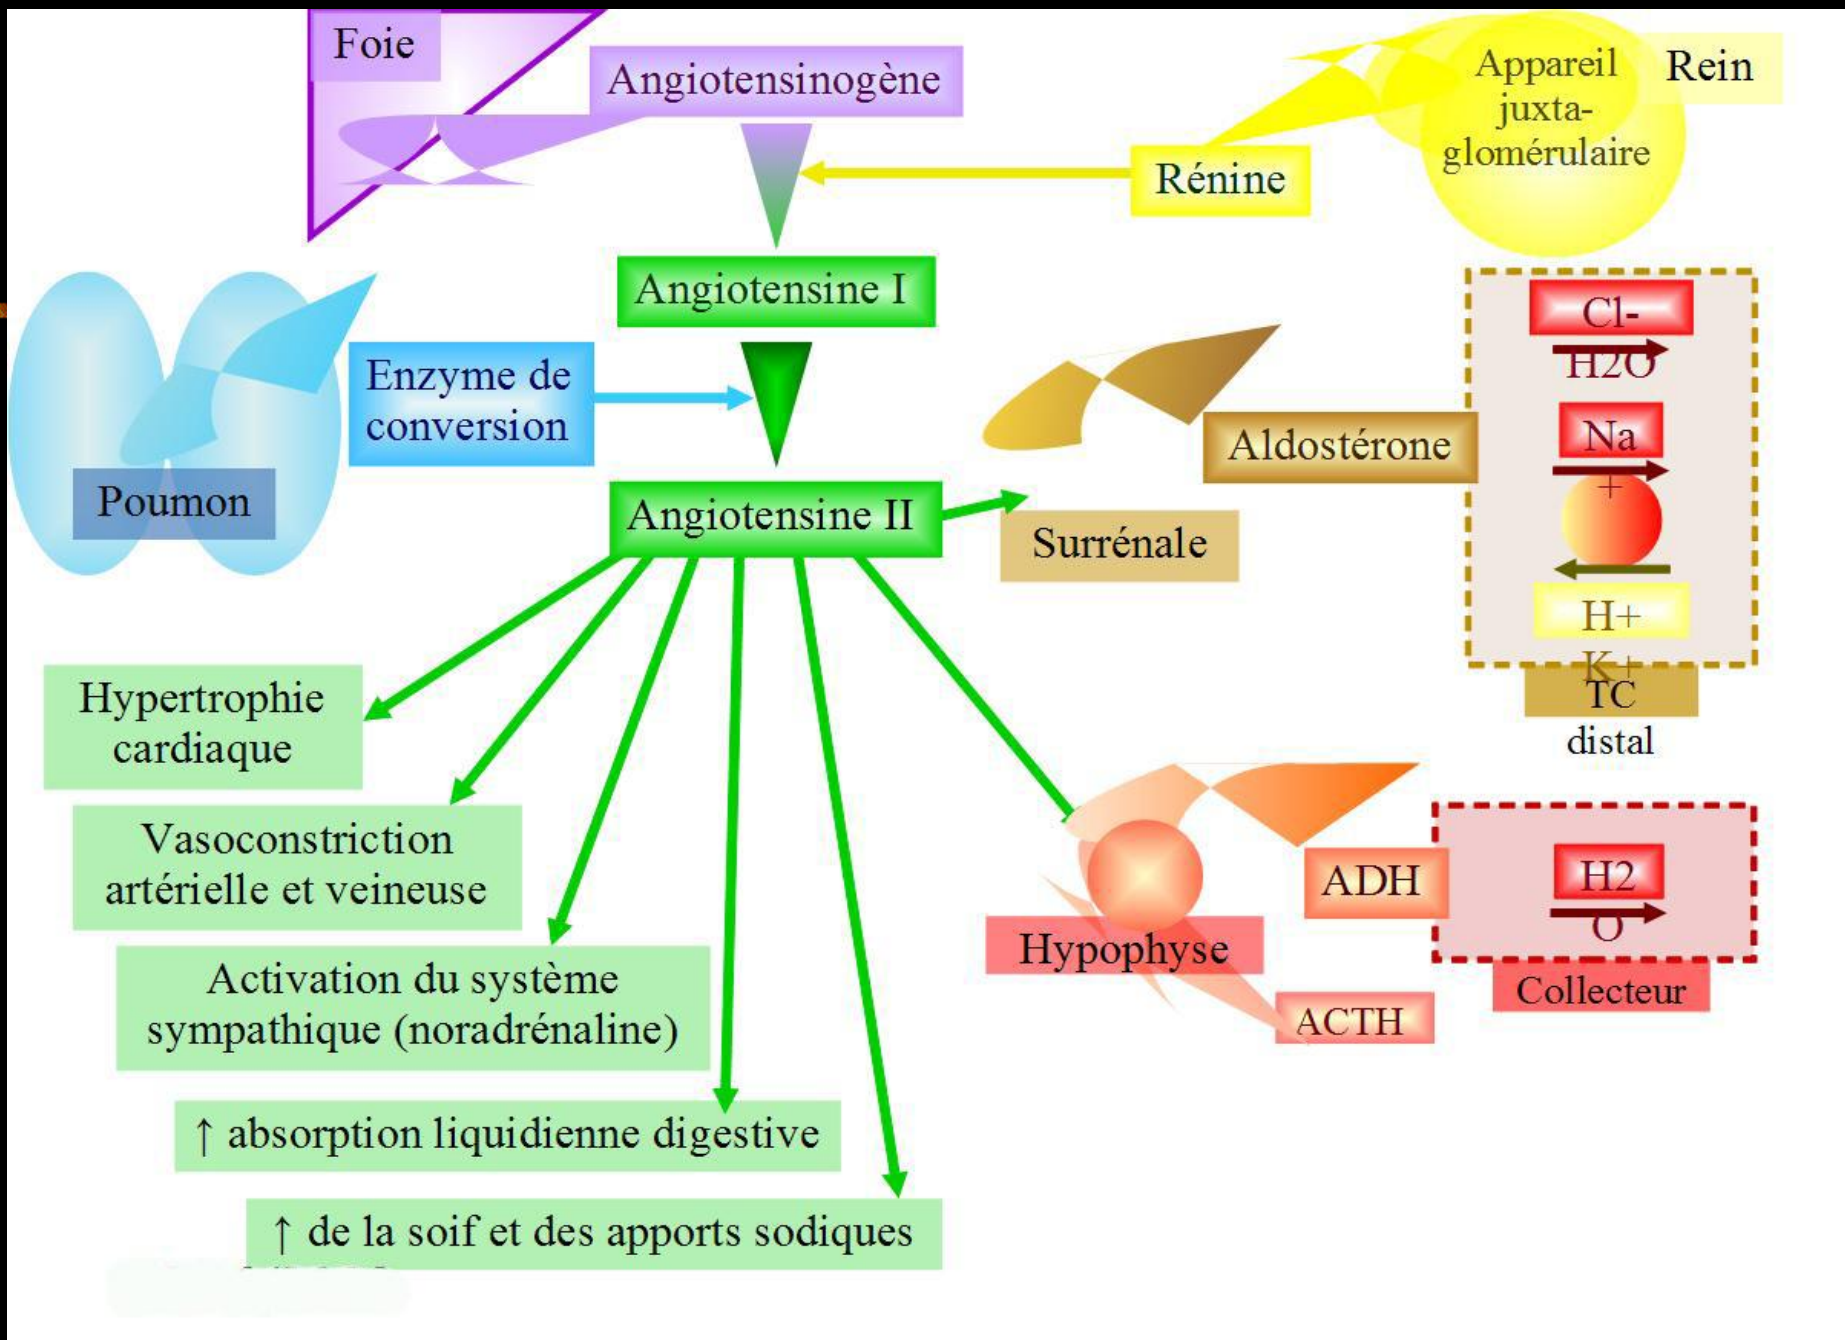 Foie
Angiotensinogène
Appareil
juxta-
glomérulaire
Rein
Rénine
Angiotensine I
Enzyme de
conversion
Poumon
Angiotensine II
Surrénale
Aldostérone
Cl-
H2O
Na
+
H+
K+
TC
distal
Hypertrophie
cardiaque
Vasoconstriction
artérielle et veineuse
Activation du système
sympathique (noradrénaline)
↑ absorption liquidienne digestive
↑ de la soif et des apports sodiques
Hypophyse
ADH
ACTH
H2
O
Collecteur